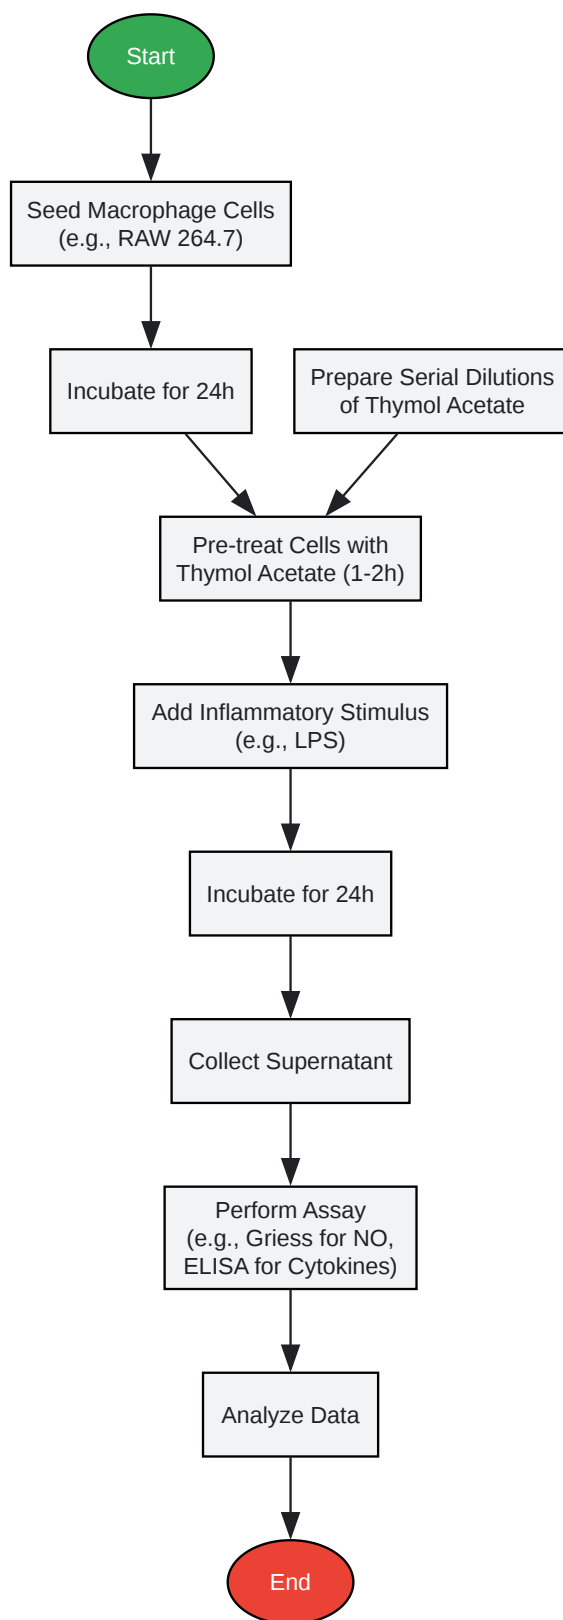 Start
Seed Macrophage Cells
(e.g., RAW 264.7)
Incubate for 24h
Prepare Serial Dilutions
of Thymol Acetate
Pre-treat Cells with
Thymol Acetate (1-2h)
Add Inflammatory Stimulus
(e.g., LPS)
Incubate for 24h
Collect Supernatant
Perform Assay
(e.g., Griess for NO,
ELISA for Cytokines)
Analyze Data
End